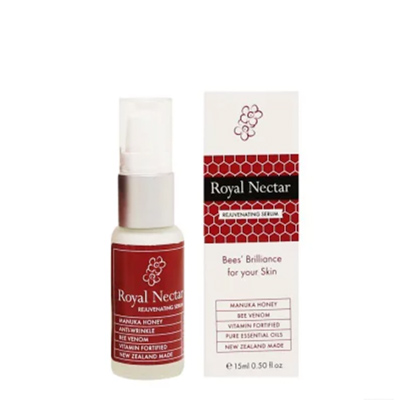 Royal Nectar
REJUVENATING SERUM
MANUKA HONEY
ANTI-WRINKLE
BEE VENOM
VITAMIN FORTIFIED
NEW ZEALAND MADE
Royal Nectar
REJUVENATING SERUM
Bees' Brilliance
for your Skin
MANUKA HONEY
BEE VENOM
VITAMIN FORTIFIED
PURE ESSENTIAL OILS
NEW ZEALAND MADE
e 15ml 0.50 fl oz